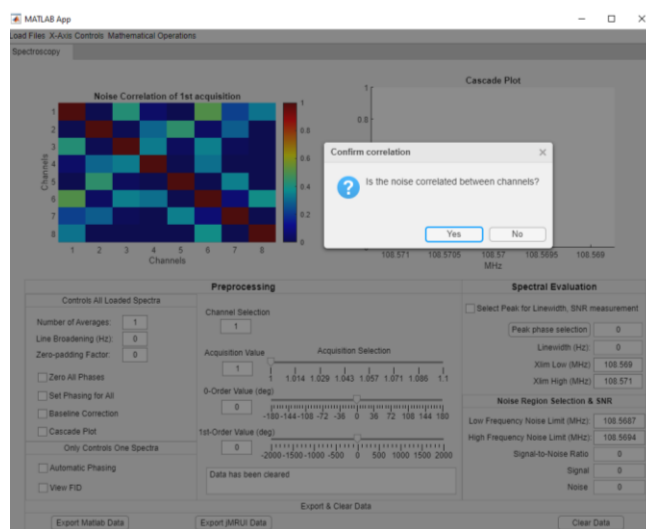 MATLAB App
Load Files X-Axis Controls Mathematical Operations
Spectroscopy
Noise Correlation of 1st acquisition
Channels
1
2
3
4
5
6
7
8
1 2 3 4 5 6 7 8
Channels
1
0.8
0.6
0.4
0.2
0
Cascade Plot
1
0.8
Confirm correlation
Is the noise correlated between channels?
Yes No
108.571 108.5705 108.57 108.5695 108.569
MHz
Preprocessing
Controls All Loaded Spectra
Number of Averages: 1
Line Broadening (Hz): 0
Zero-padding Factor: 0
Zero All Phases
Set Phasing for All
Baseline Correction
Cascade Plot
Only Controls One Spectra
Automatic Phasing
View FID
Channel Selection
1
Acquisition Value Acquisition Selection
1
1 1.014 1.029 1.043 1.057 1.071 1.086 1.1
0-Order Value (deg)
0
-180-144-108 -72 -36 0 36 72 108 144 180
1st-Order Value (deg)
0
-2000-1500-1000 -500 0 500 1000 1500 2000
Data has been cleared
Spectral Evaluation
Select Peak for Linewidth, SNR measurement
Peak phase selection 0
Linewidth (Hz): 0
Xlim Low (MHz) 108.569
Xlim High (MHz) 108.571
Noise Region Selection & SNR
Low Frequency Noise Limit (MHz): 108.5687
High Frequency Noise Limit (MHz): 108.5694
Signal-to-Noise Ratio 0
Signal 0
Noise 0
Export & Clear Data
Export Matlab Data Export jMRUI Data Clear Data